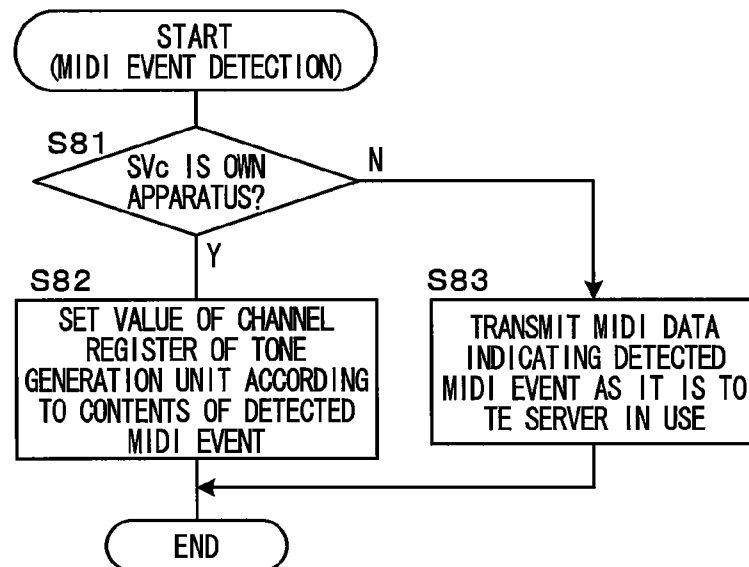 START
(MIDI EVENT DETECTION)
S81
SVc IS OWN
APPARATUS?
N
Y
S82
SET VALUE OF CHANNEL
REGISTER OF TONE
GENERATION UNIT ACCORDING
TO CONTENTS OF DETECTED
MIDI EVENT
S83
TRANSMIT MIDI DATA
INDICATING DETECTED
MIDI EVENT AS IT IS TO
TE SERVER IN USE
END